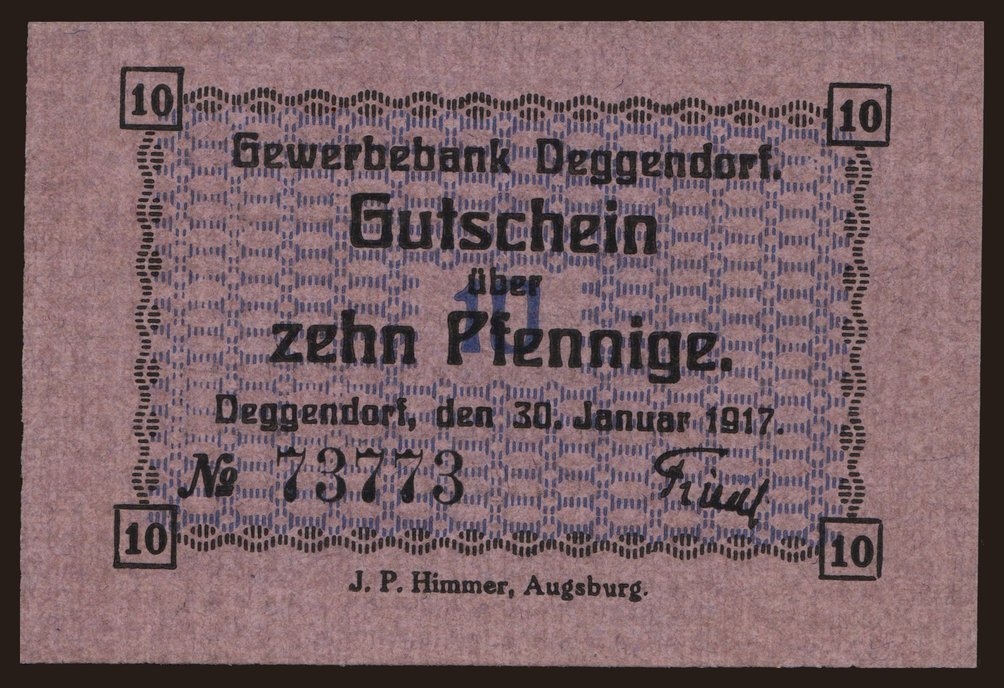 10 10
Gewerbebank Deggendorf.
Gutschein
über
10
zehn Pfennige.
Deggendorf, den 30. Januar 1917.
№ 73773
10 10
J. P. Himmer, Augsburg.